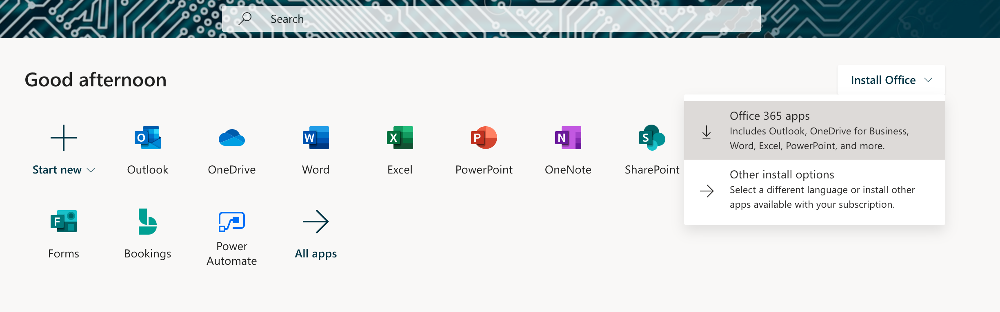 Search
Good afternoon
Install Office
Office 365 apps
Includes Outlook, OneDrive for Business,
Word, Excel, PowerPoint, and more.
Other install options
Select a different language or install other
apps available with your subscription.
O
W
X
P
N
S
Start new
Outlook
OneDrive
Word
Excel
PowerPoint
OneNote
SharePoint
F
Forms
Bookings
Power
Automate
All apps